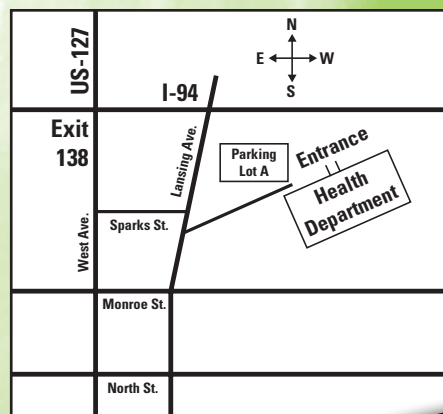 US-127
N
E
W
S
I-94
Exit
138
Lansing Ave.
Parking
Lot A
Entrance
Health
Department
West Ave.
Sparks St.
Monroe St.
North St.